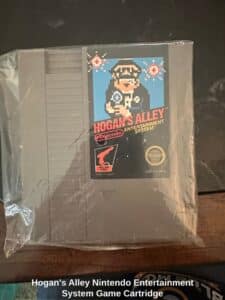 HOGAN'S ALLEY
Nintendo
ENTERTAINMENT
SYSTEM
Hogan's Alley Nintendo Entertainment
System Game Cartridge